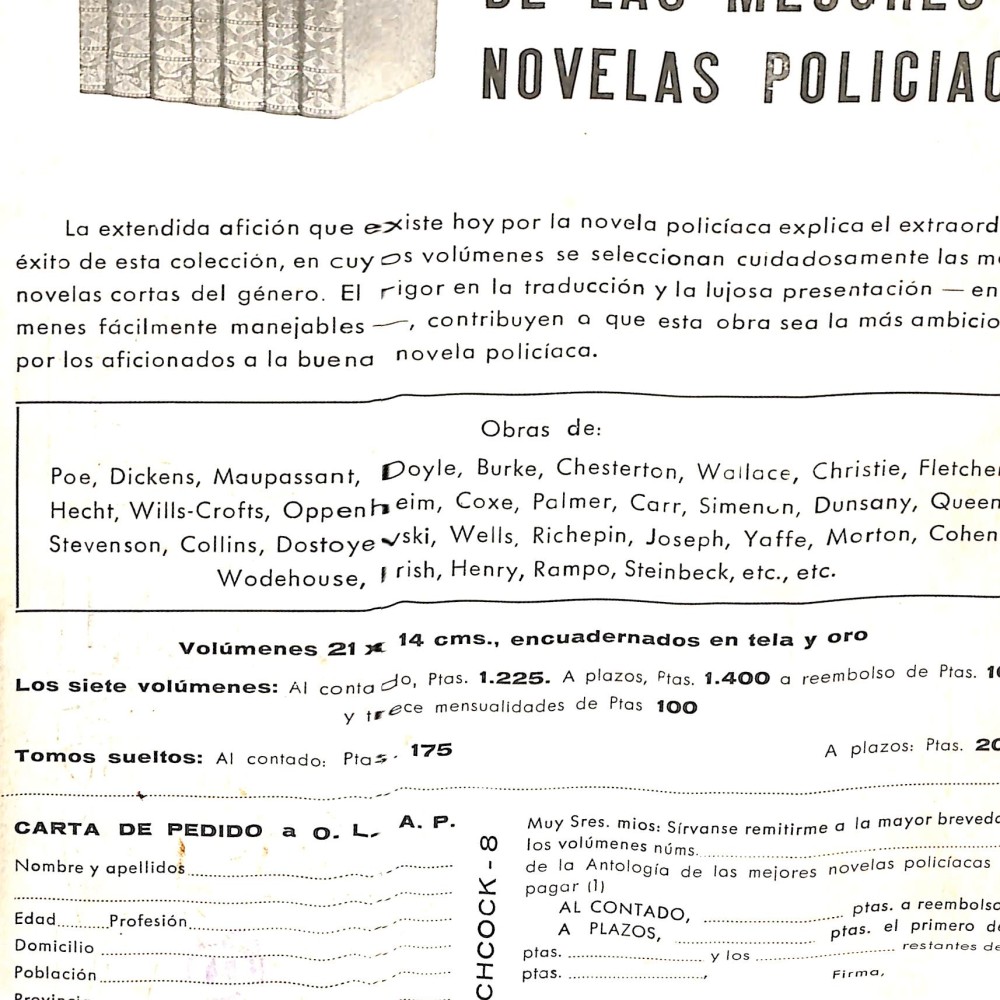 DE LAS MEJORES
NOVELAS POLICIAC
La extendida afición que existe hoy por la novela policíaca explica el extraord
éxito de esta colección, en cuyos volúmenes se seleccionan cuidadosamente las m
novelas cortas del género. El rigor en la traducción y la lujosa presentación — en
menes fácilmente manejables —, contribuyen a que esta obra sea la más ambicio
por los aficionados a la buena novela policíaca.
Obras de:
Poe, Dickens, Maupassant, Doyle, Burke, Chesterton, Wallace, Christie, Fletcher
Hecht, Wills-Crofts, Oppenheim, Coxe, Palmer, Carr, Simenon, Dunsany, Queen
Stevenson, Collins, Dostoyevski, Wells, Richepin, Joseph, Yaffe, Morton, Cohen
Wodehouse, Irish, Henry, Rampo, Steinbeck, etc., etc.
Volúmenes 21 x 14 cms., encuadernados en tela y oro
Los siete volúmenes: Al contado, Ptas. 1.225. A plazos, Ptas. 1.400 a reembolso de Ptas. 10
y trece mensualidades de Ptas 100
Tomos sueltos: Al contado: Ptas. 175 A plazos: Ptas. 20
CARTA DE PEDIDO a O. L. A. P.
Nombre y apellidos
Edad Profesión
Domicilio
Población
Provincia
CHCOCK - 8
Muy Sres. mios: Sírvanse remitirme a la mayor breveda
los volúmenes núms.
de la Antología de las mejores novelas policíacas
pagar (1)
AL CONTADO, ptas. a reembolso
A PLAZOS, ptas. el primero de
ptas. y los restantes de
ptas. , Firma,